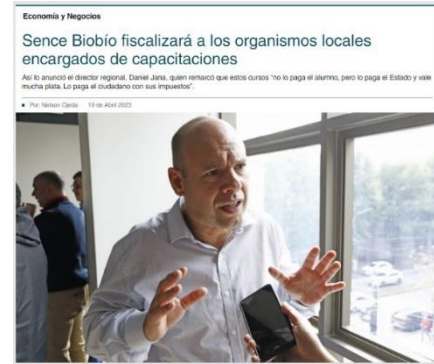 Economía y Negocios
Sence Biobío fiscalizará a los organismos locales
encargados de capacitaciones
Así lo anunció el director regional, Daniel Jana, quien remarcó que estos cursos "no lo paga el alumno, pero lo paga el Estado y vale
mucha plata. Lo paga el ciudadano con sus impuestos".
Por: Nelson Ojeda de Abril 2023